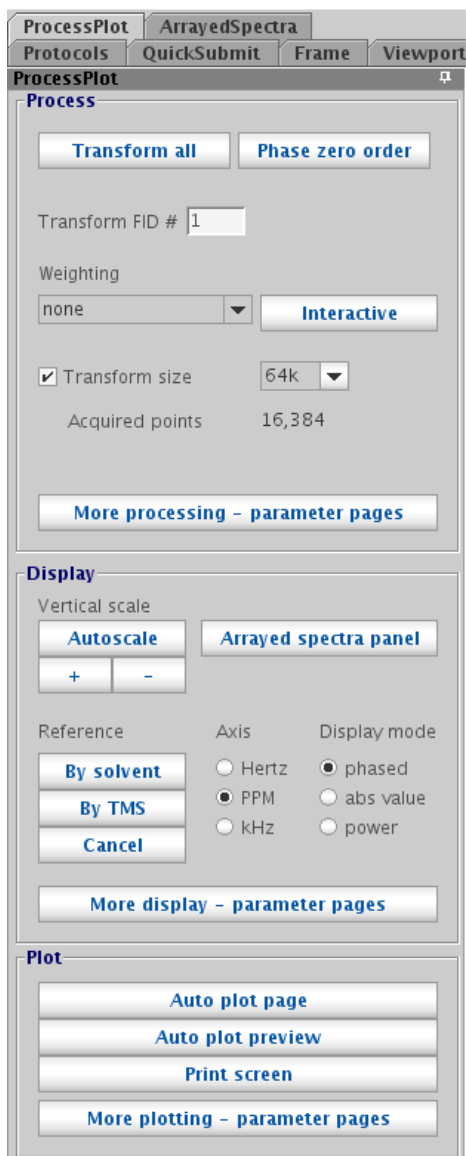 ProcessPlot ArrayedSpectra
Protocols QuickSubmit Frame Viewport
ProcessPlot
Process
Transform all Phase zero order
Transform FID # 1
Weighting
none Interactive
Transform size 64k
Acquired points 16,384
More processing - parameter pages
Display
Vertical scale
Autoscale Arrayed spectra panel
+ -
Reference Axis Display mode
By solvent Hertz phased
By TMS PPM abs value
Cancel kHz power
More display - parameter pages
Plot
Auto plot page
Auto plot preview
Print screen
More plotting - parameter pages